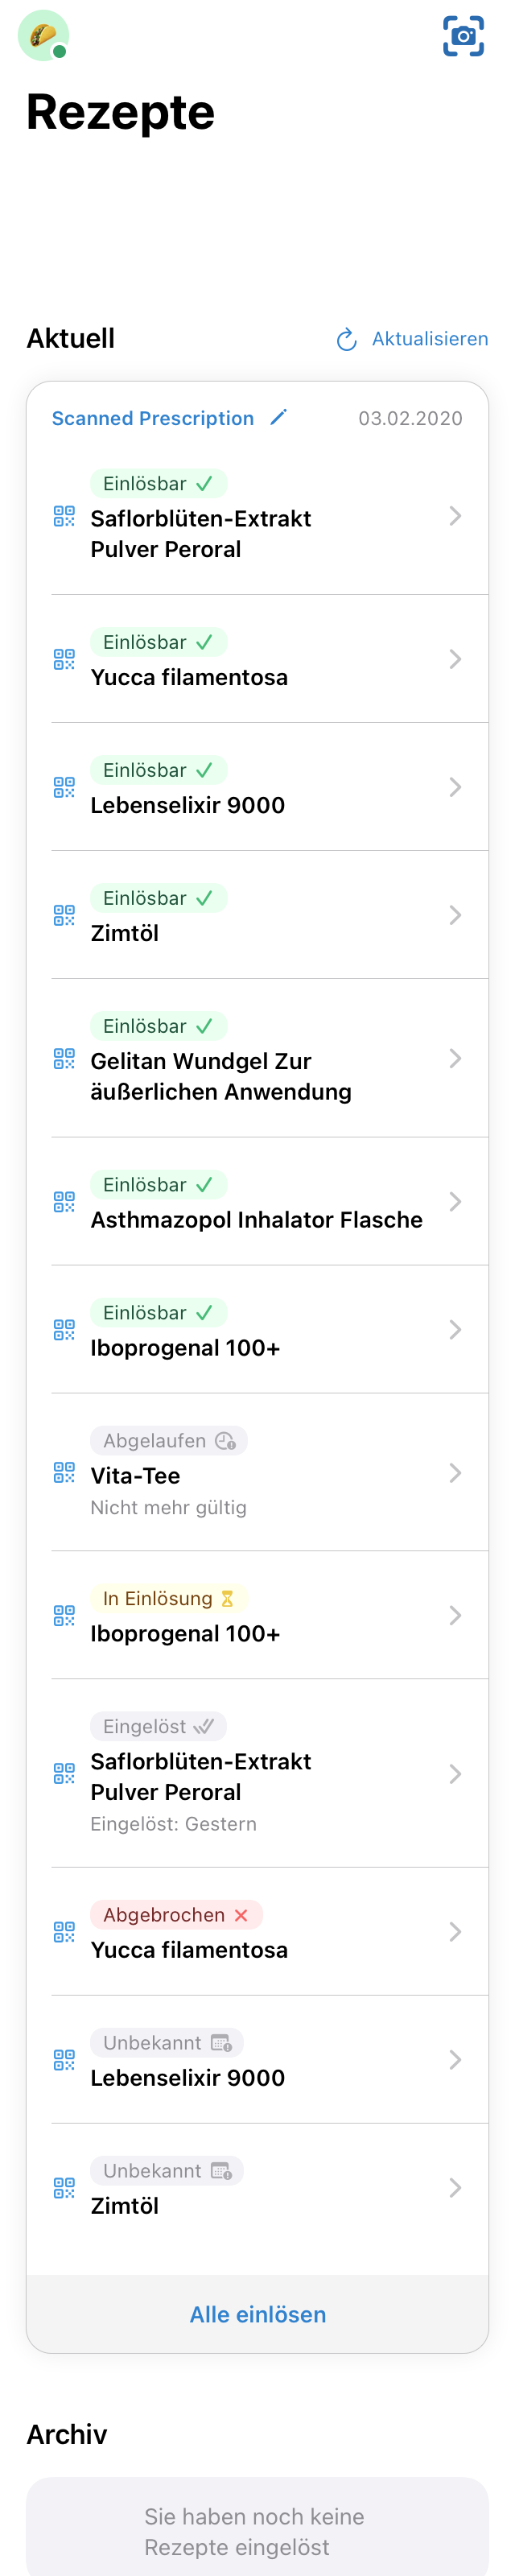 Rezepte
Aktuell
Aktualisieren
Scanned Prescription
03.02.2020
Einlösbar
Saflorblüten-Extrakt
Pulver Peroral
Einlösbar
Yucca filamentosa
Einlösbar
Lebenselixir 9000
Einlösbar
Zimtöl
Einlösbar
Gelitan Wundgel Zur
äußerlichen Anwendung
Einlösbar
Asthmazopol Inhalator Flasche
Einlösbar
Iboprogenal 100+
Abgelaufen
Vita-Tee
Nicht mehr gültig
In Einlösung
Iboprogenal 100+
Eingelöst
Saflorblüten-Extrakt
Pulver Peroral
Eingelöst: Gestern
Abgebrochen
Yucca filamentosa
Unbekannt
Lebenselixir 9000
Unbekannt
Zimtöl
Alle einlösen
Archiv
Sie haben noch keine
Rezepte eingelöst